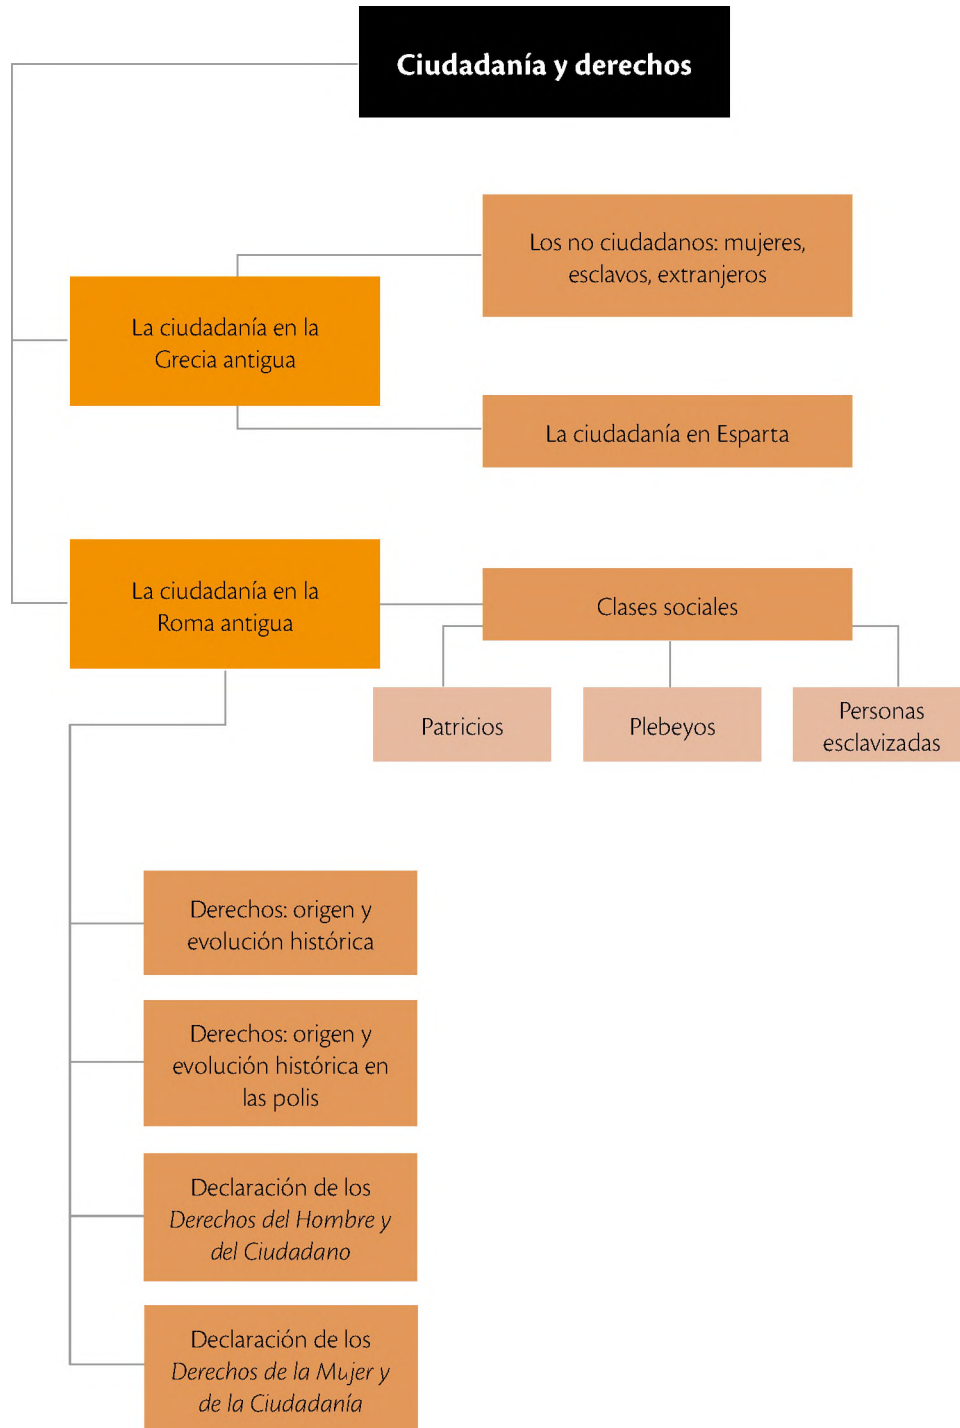 Ciudadanía y derechos
Los no ciudadanos: mujeres,
esclavos, extranjeros
La ciudadanía en la
Grecia antigua
La ciudadanía en Esparta
La ciudadanía en la
Roma antigua
Clases sociales
Patricios
Plebeyos
Personas
esclavizadas
Derechos: origen y
evolución histórica
Derechos: origen y
evolución histórica en
las polis
Declaración de los
Derechos del Hombre y
del Ciudadano
Declaración de los
Derechos de la Mujer y
de la Ciudadanía